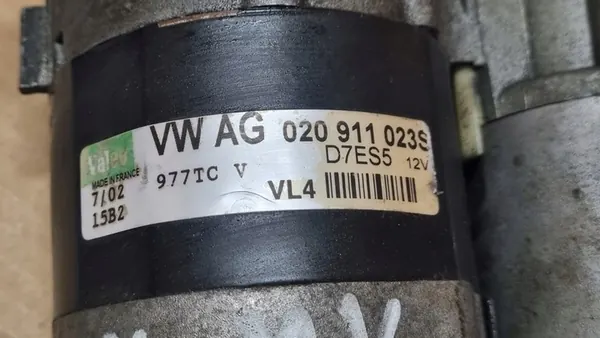 Valeo VW AG 020 911 023S
MADE IN FRANCE D7ES5 12V
7/02 977TC V VL4
15B2